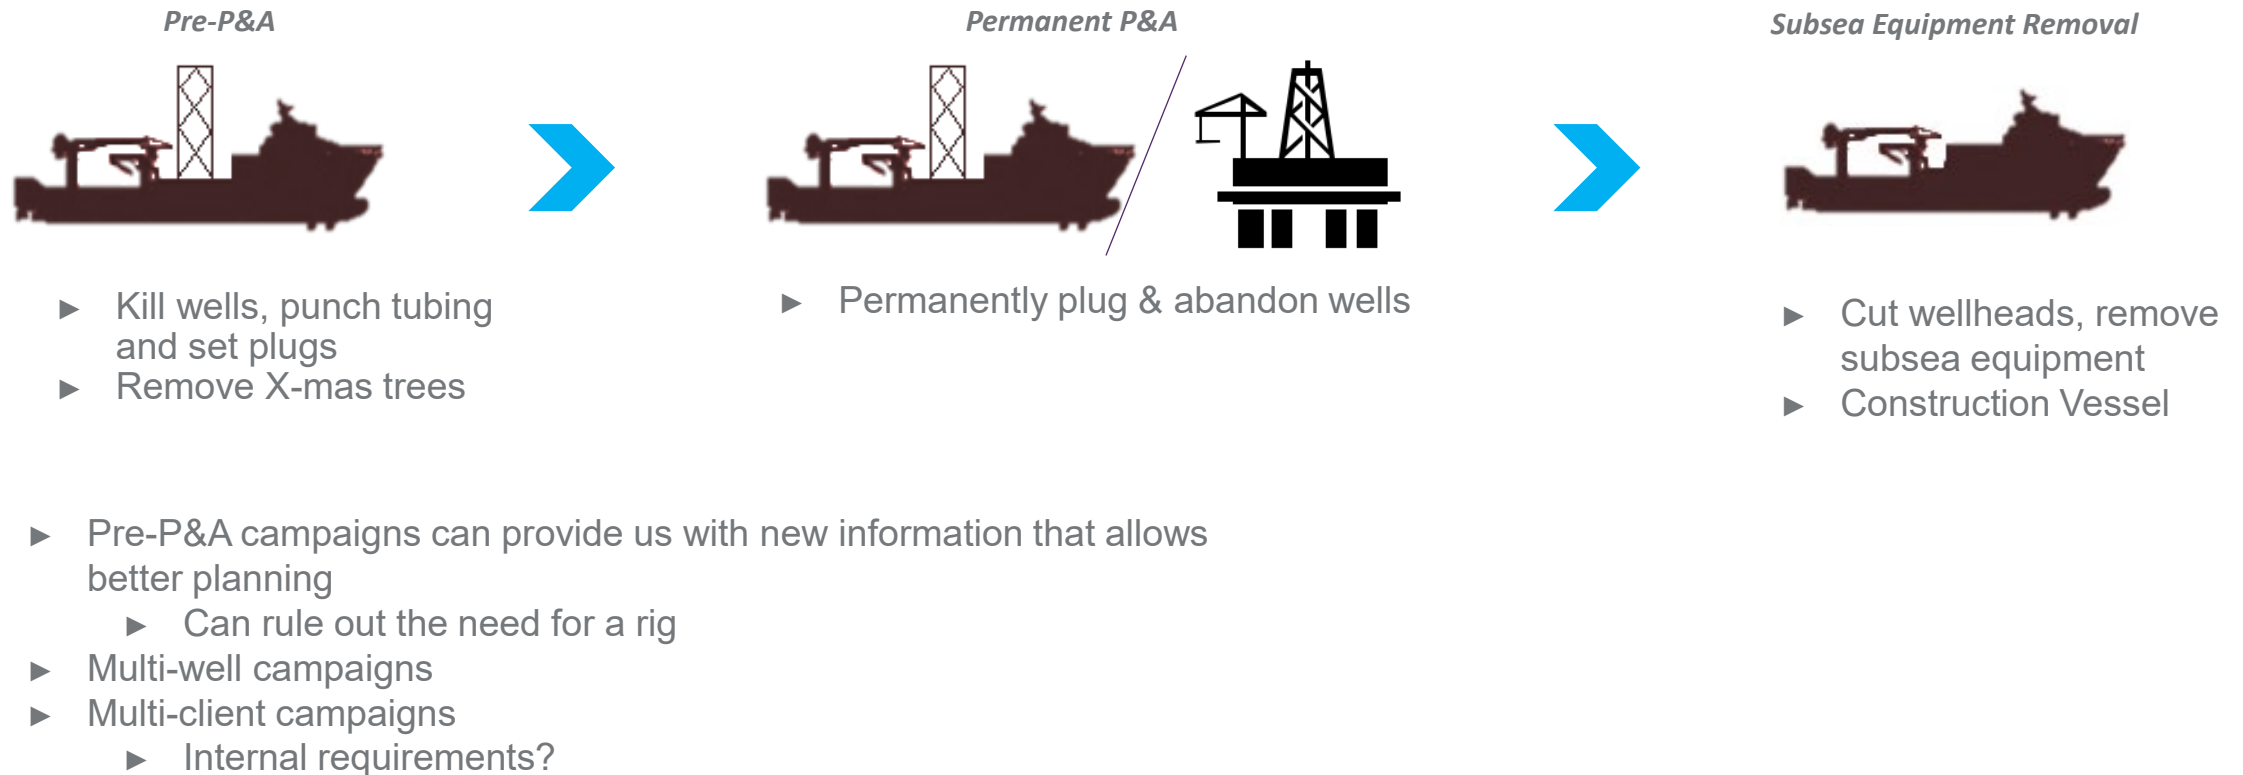 Pre-P&A
Permanent P&A
Subsea Equipment Removal
► Kill wells, punch tubing
and set plugs
► Remove X-mas trees
► Permanently plug & abandon wells
► Cut wellheads, remove
subsea equipment
► Construction Vessel
► Pre-P&A campaigns can provide us with new information that allows
better planning
► Can rule out the need for a rig
► Multi-well campaigns
► Multi-client campaigns
► Internal requirements?